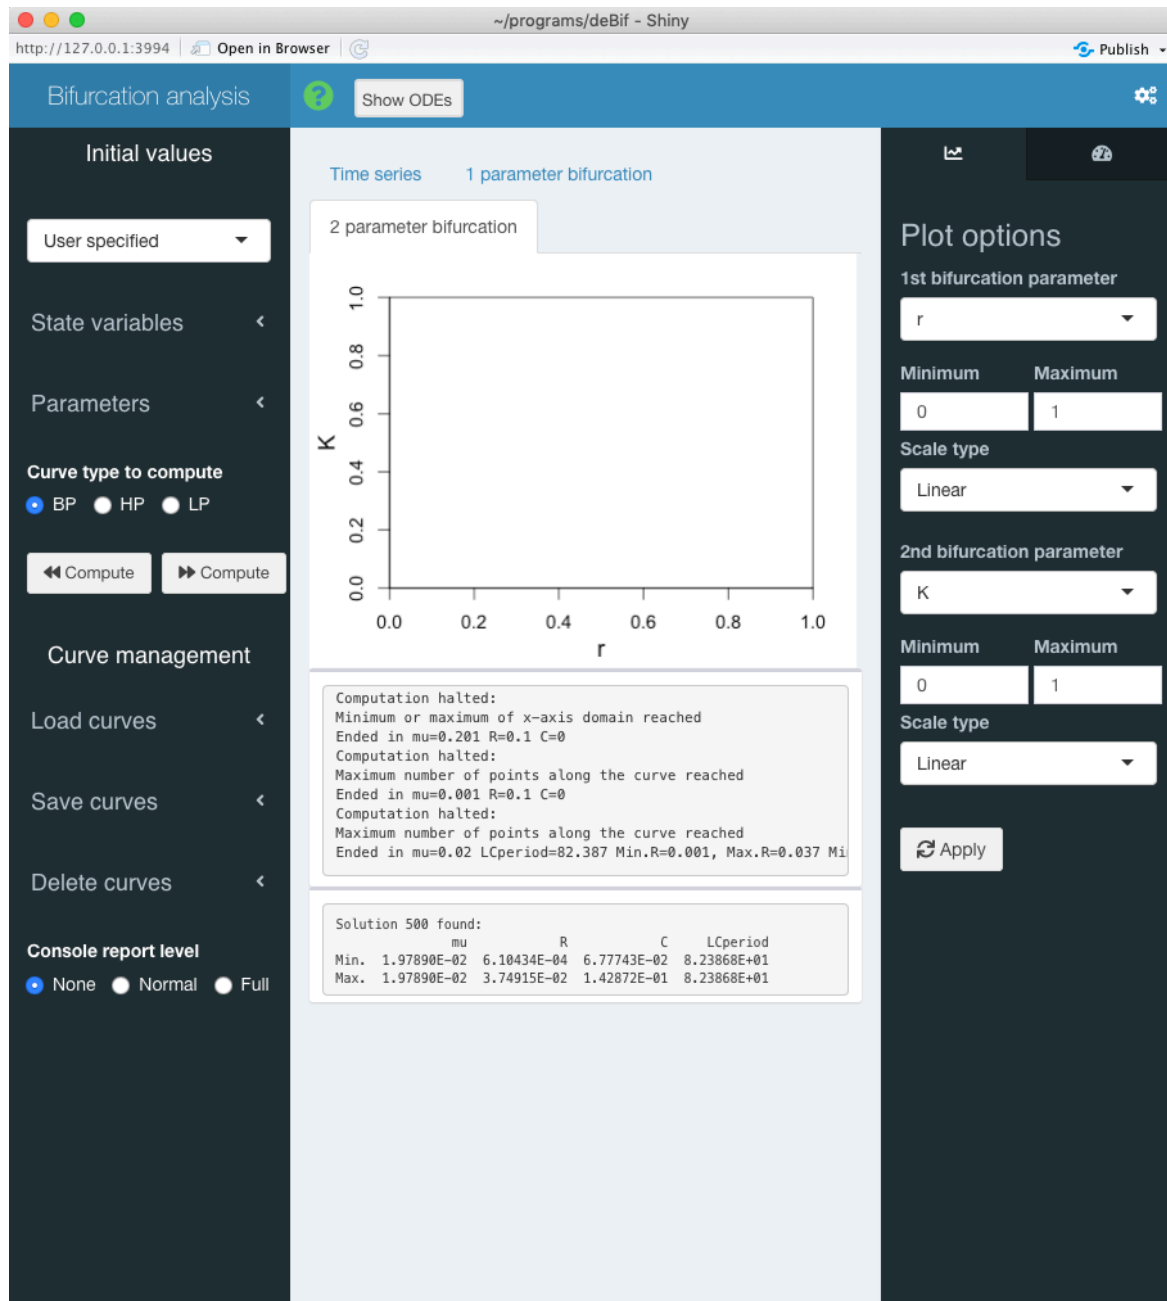 ~/programs/deBif - Shiny
http://127.0.0.1:3994 Open in Browser Publish
Bifurcation analysis
Show ODEs
Initial values
User specified
State variables
Parameters
Curve type to compute
BP HP LP
Compute Compute
Curve management
Load curves
Save curves
Delete curves
Console report level
None Normal Full
Time series 1 parameter bifurcation
2 parameter bifurcation
1.0
0.8
0.6
K
0.4
0.2
0.0
0.0 0.2 0.4 0.6 0.8 1.0
r
Computation halted:
Minimum or maximum of x-axis domain reached
Ended in mu=0.201 R=0.1 C=0
Computation halted:
Maximum number of points along the curve reached
Ended in mu=0.001 R=0.1 C=0
Computation halted:
Maximum number of points along the curve reached
Ended in mu=0.02 LCperiod=82.387 Min.R=0.001, Max.R=0.037 Mi
Solution 500 found:
mu R C LCperiod
Min. 1.97890E-02 6.10434E-04 6.77743E-02 8.23868E+01
Max. 1.97890E-02 3.74915E-02 1.42872E-01 8.23868E+01
Plot options
1st bifurcation parameter
r
Minimum Maximum
0 1
Scale type
Linear
2nd bifurcation parameter
K
Minimum Maximum
0 1
Scale type
Linear
Apply